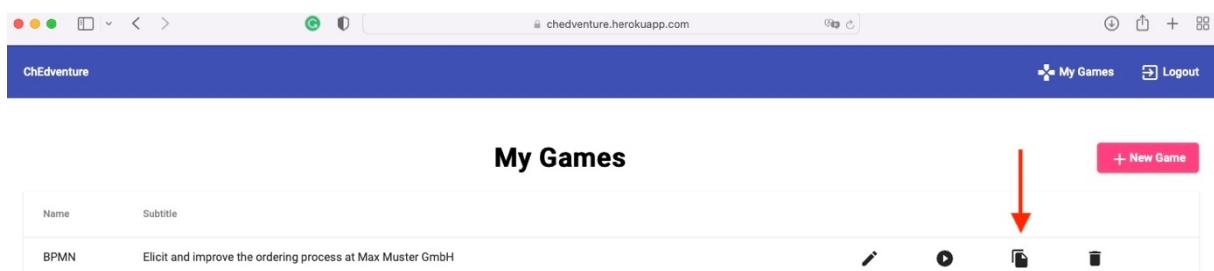 chedventure.herokuapp.com
ChEdventure My Games Logout
My Games
New Game
Name Subtitle
BPMN Elicit and improve the ordering process at Max Muster GmbH